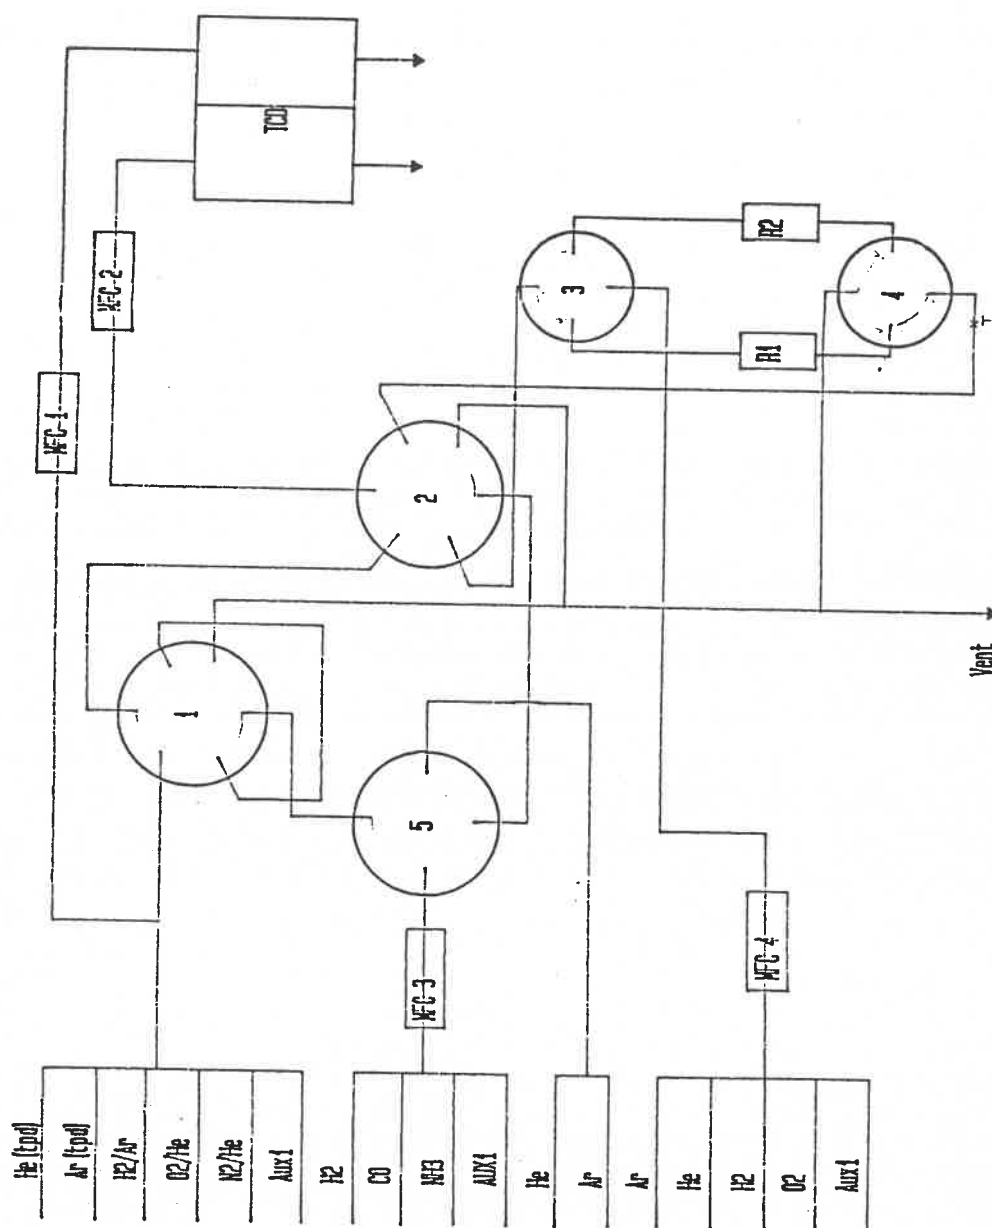 TCD
MFC-1
MFC-2
R2
R1
3
4
T
2
1
5
Vent
MFC-3
MFC-4
He (tpd)
Ar (tpd)
H2/Ar
O2/He
N2/He
Aux1
H2
CO
NH3
AUX1
He
Ar
Ar
He
H2
O2
Aux1